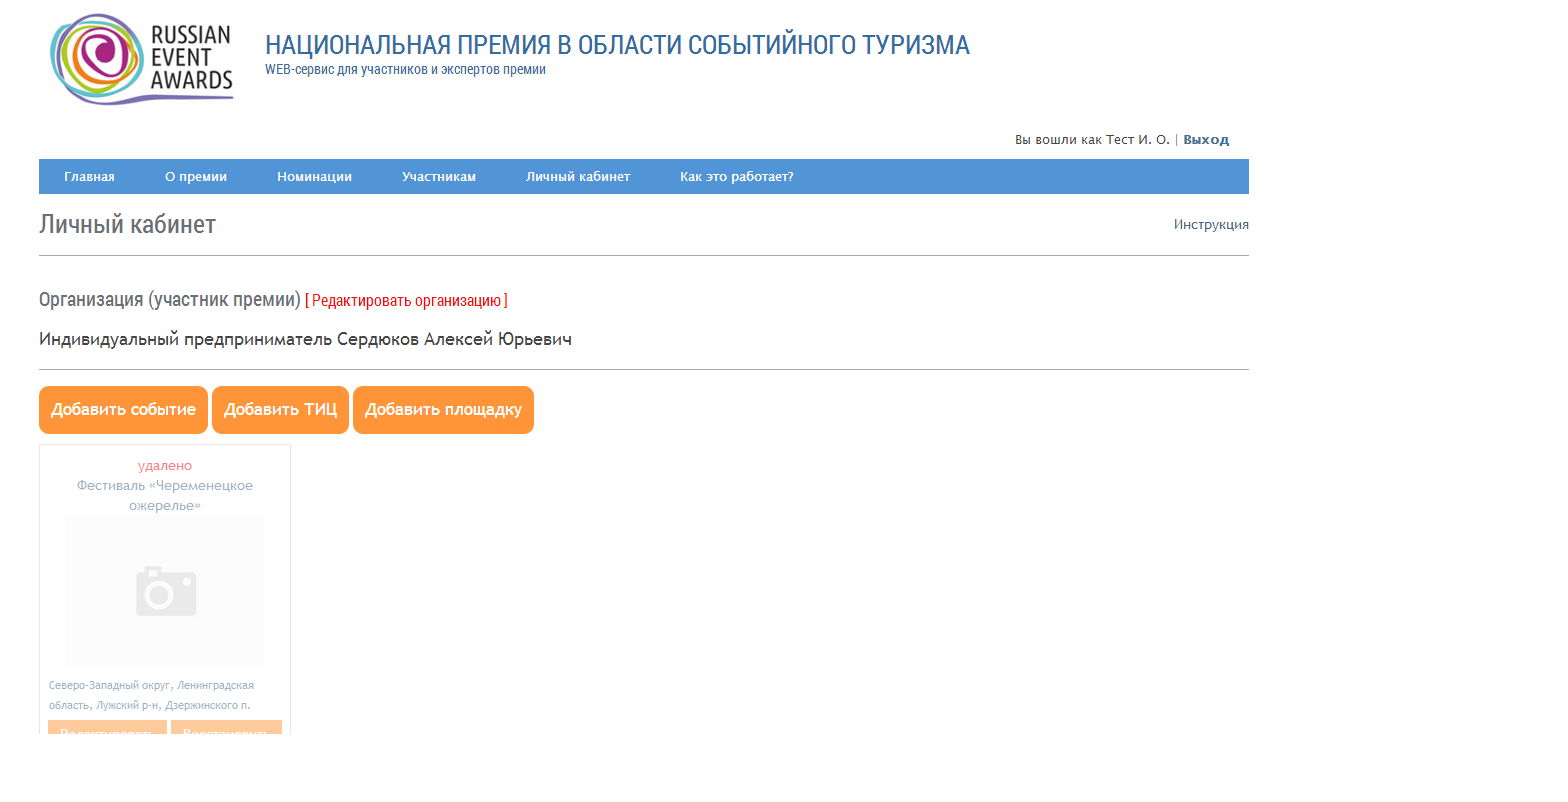 RUSSIAN
EVENT
AWARDS
НАЦИОНАЛЬНАЯ ПРЕМИЯ В ОБЛАСТИ СОБЫТИЙНОГО ТУРИЗМА
WEB-сервис для участников и экспертов премии
Вы вошли как Тест И. О. | Выход
Главная О премии Номинации Участникам Личный кабинет Как это работает?
Личный кабинет Инструкция
Организация (участник премии) [ Редактировать организацию ]
Индивидуальный предприниматель Сердюков Алексей Юрьевич
Добавить событие Добавить ТИЦ Добавить площадку
удалено
Фестиваль «Череменецкое
ожерелье»
Северо-Западный округ, Ленинградская
область, Лужский р-н, Дзержинского п.
Редактировать Восстановить